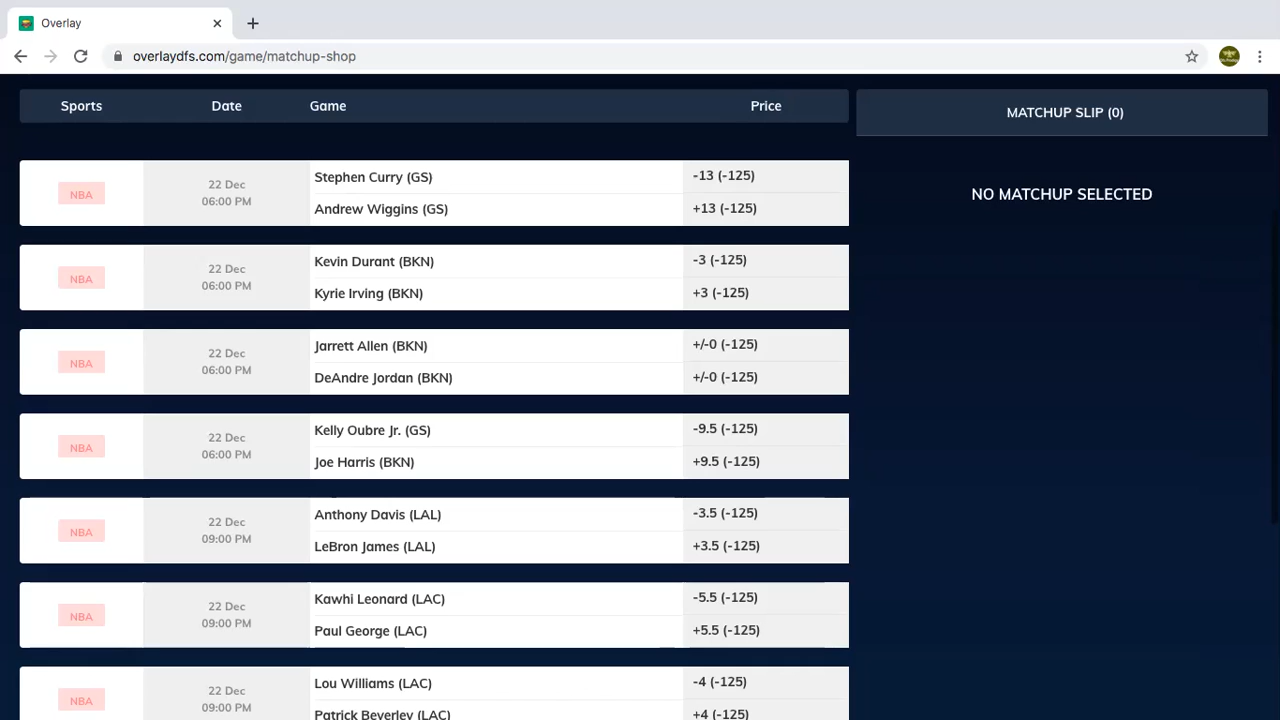 Overlay
overlaydfs.com/game/matchup-shop
Sports Date Game Price
MATCHUP SLIP (0)
NO MATCHUP SELECTED
NBA
22 Dec
06:00 PM
Stephen Curry (GS) -13 (-125)
Andrew Wiggins (GS) +13 (-125)
NBA
22 Dec
06:00 PM
Kevin Durant (BKN) -3 (-125)
Kyrie Irving (BKN) +3 (-125)
NBA
22 Dec
06:00 PM
Jarrett Allen (BKN) +/-0 (-125)
DeAndre Jordan (BKN) +/-0 (-125)
NBA
22 Dec
06:00 PM
Kelly Oubre Jr. (GS) -9.5 (-125)
Joe Harris (BKN) +9.5 (-125)
NBA
22 Dec
09:00 PM
Anthony Davis (LAL) -3.5 (-125)
LeBron James (LAL) +3.5 (-125)
NBA
22 Dec
09:00 PM
Kawhi Leonard (LAC) -5.5 (-125)
Paul George (LAC) +5.5 (-125)
NBA
22 Dec
09:00 PM
Lou Williams (LAC) -4 (-125)
Patrick Beverley (LAC) +4 (-125)